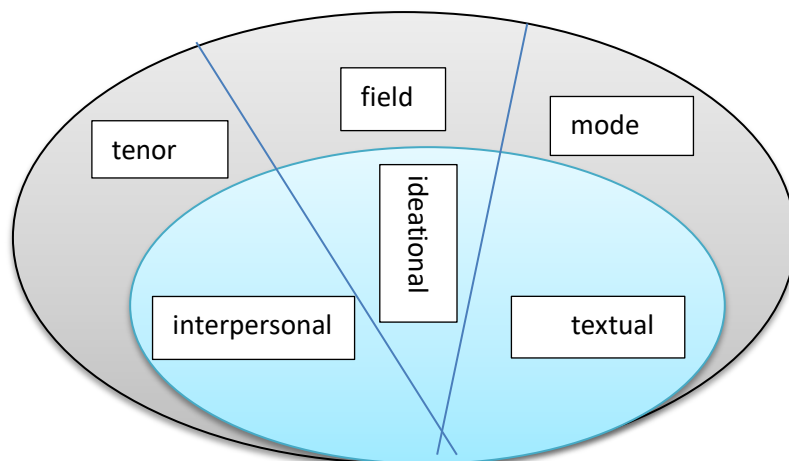 field
mode
tenor
ideational
interpersonal
textual